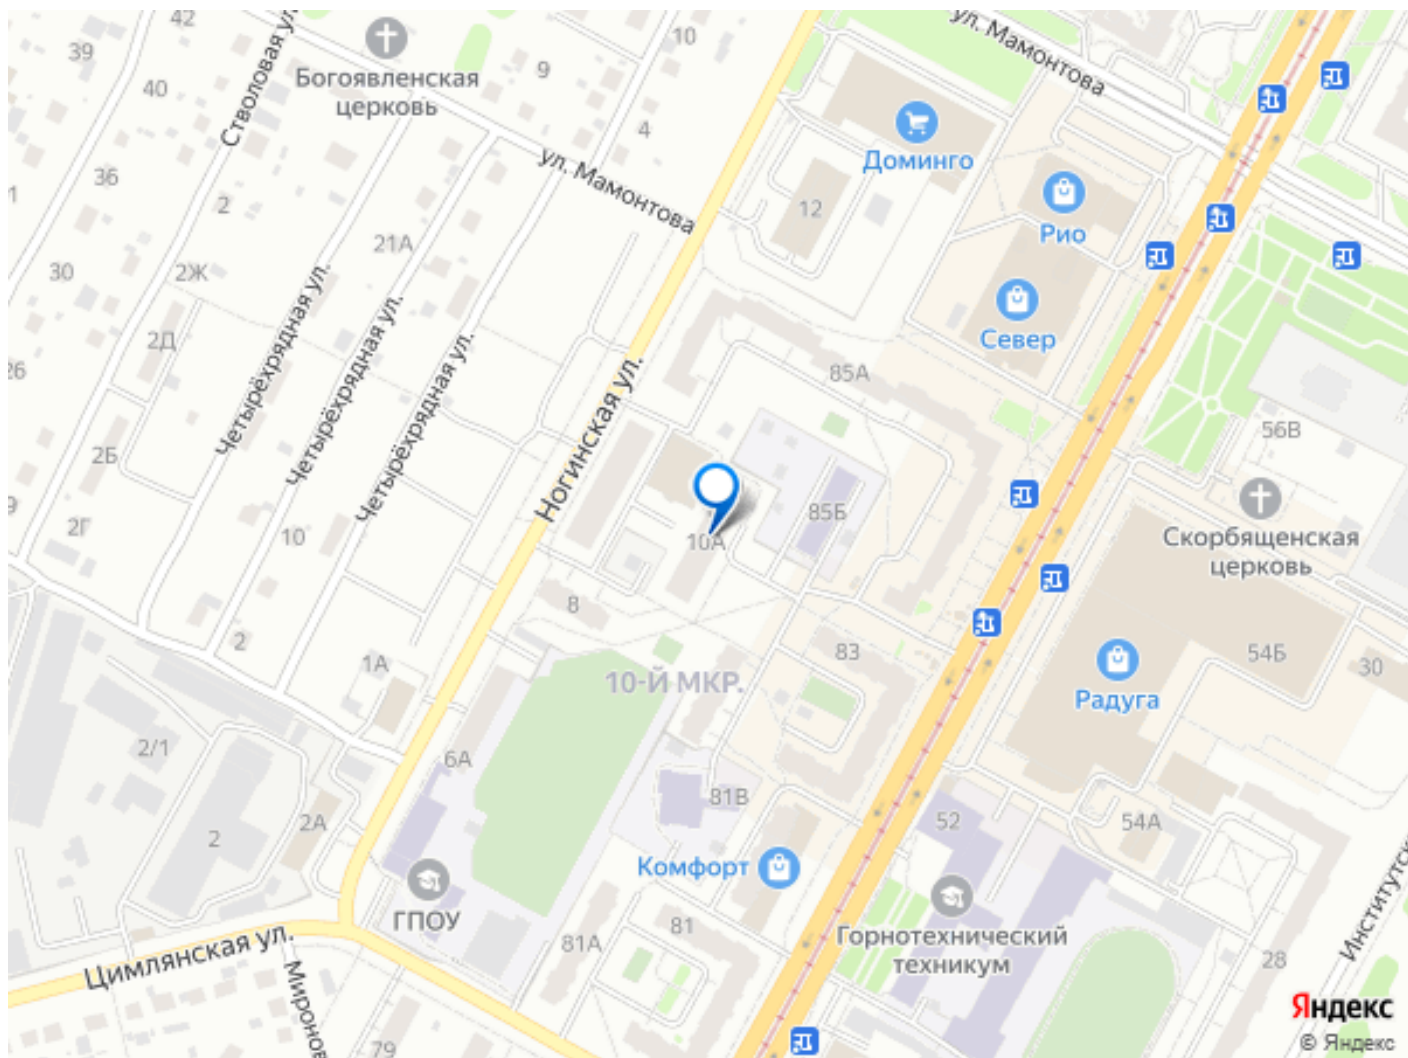 42
39
Стволовая ул.
40
Богоявленская
церковь
9
10
4
36
2
ул. Мамонтова
ул. Мамонтова
Доминго
12
Рио
21А
30
2Ж
Север
2Д
26
Четырёхрядная ул.
Четырёхрядная ул.
Четырёхрядная ул.
Ногинская ул.
85А
56В
2Б
2Г
10
85Б
10А
Скорбященская
церковь
8
2
83
1А
10-Й МКР.
54Б
30
Радуга
2/1
6А
81В
2А
2
52
54А
Комфорт
ГПОУ
Горнотехнический
техникум
81
81А
28
Цимлянская ул.
79
Яндекс
© Яндекс